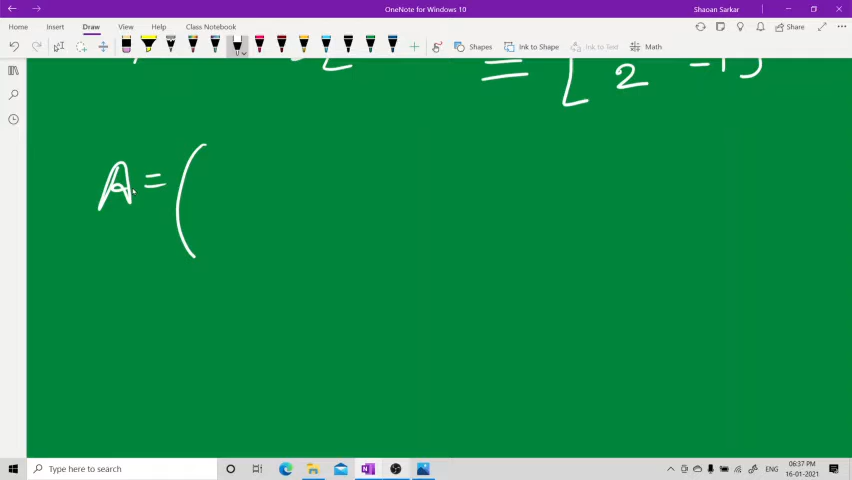 OneNote for Windows 10
Shaoan Sarkar
Home Insert Draw View Help Class Notebook
Share
Shapes Ink to Shape Ink to Text Math
= [ 2 -1 ]
A = (
Type here to search
ENG
06:37 PM
16-01-2021